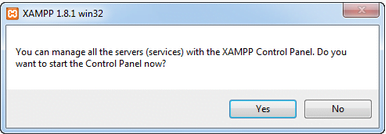 XAMPP 1.8.1 win32
You can manage all the servers (services) with the XAMPP Control Panel. Do you
want to start the Control Panel now?
Yes No